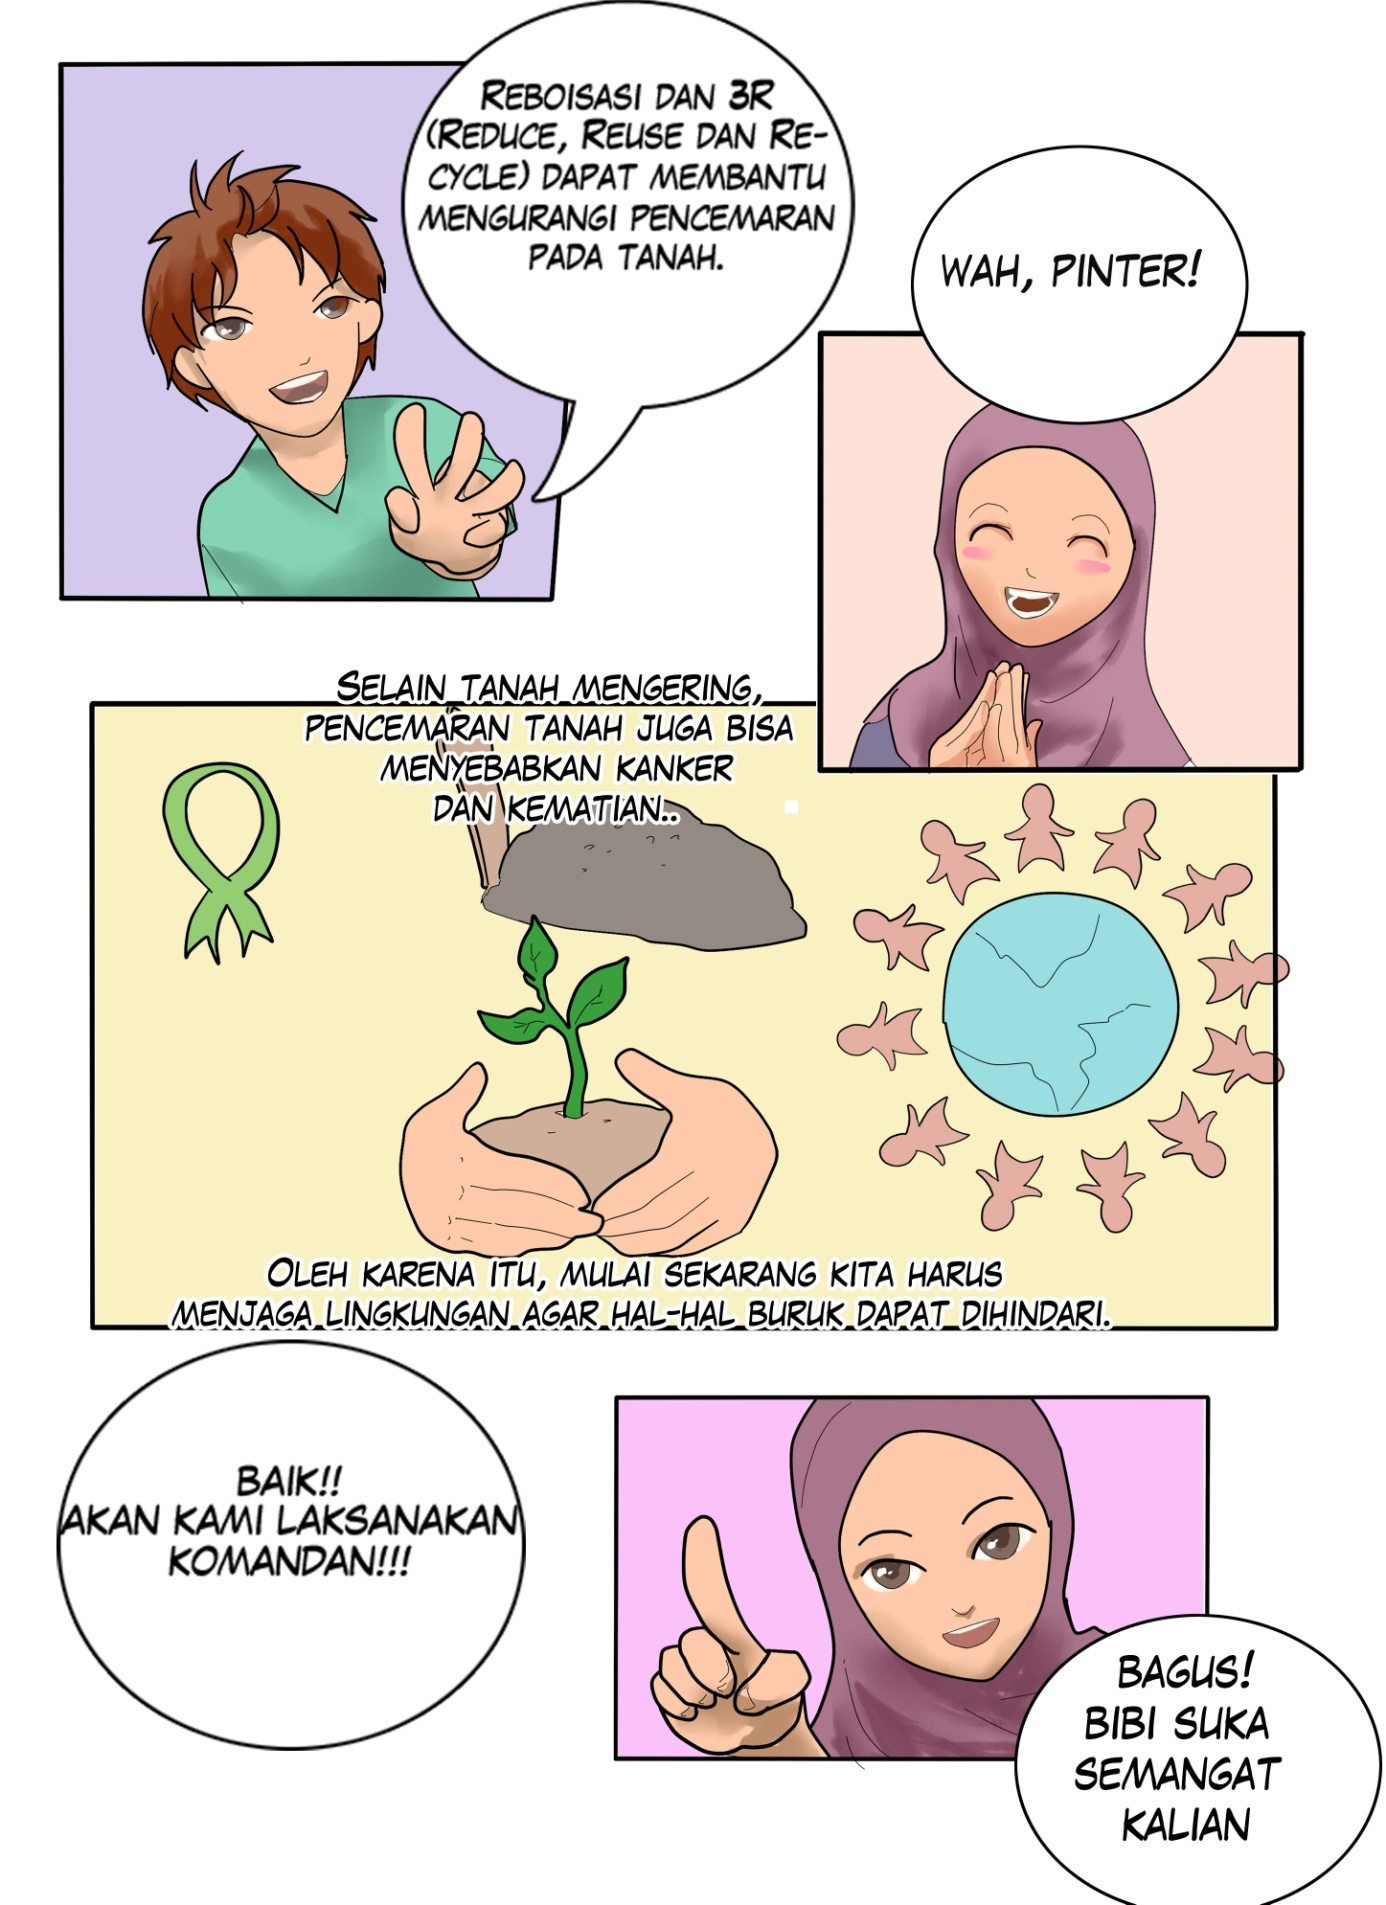 REBOISASI DAN 3R
(REDUCE, REUSE DAN RE-
CYCLE) DAPAT MEMBANTU
MENGURANGI PENCEMARAN
PADA TANAH.
WAH, PINTER!
SELAIN TANAH MENGERING,
PENCEMARAN TANAH JUGA BISA
MENYEBABKAN KANKER
DAN KEMATIAN..
OLEH KARENA ITU, MULAI SEKARANG KITA HARUS
MENJAGA LINGKUNGAN AGAR HAL-HAL BURUK DAPAT DIHINDARI.
BAIK!!
AKAN KAMI LAKSANAKAN
KOMANDAN!!!
BAGUS!
BIBI SUKA
SEMANGAT
KALIAN